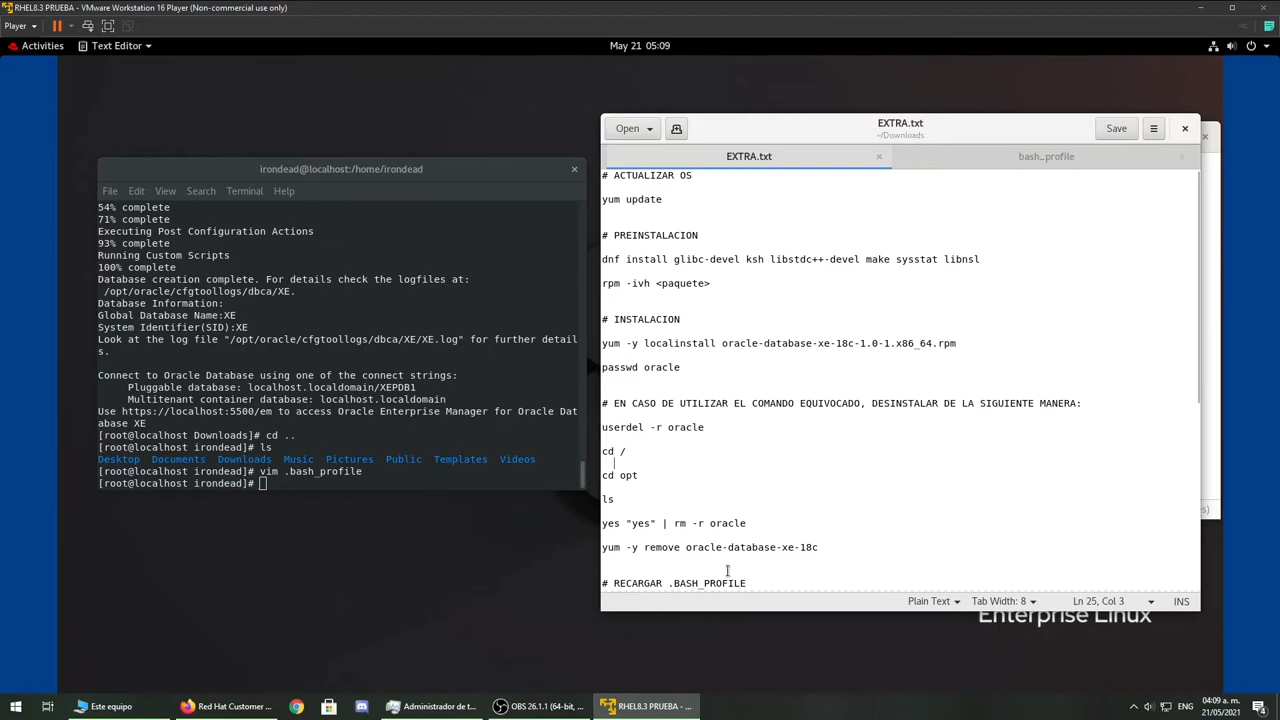 RHEL8.3 PRUEBA - VMware Workstation 16 Player (Non-commercial use only)
Player
Activities
Text Editor
May 21 05:09
irondead@localhost:/home/irondead
File Edit View Search Terminal Help
54% complete
71% complete
Executing Post Configuration Actions
93% complete
Running Custom Scripts
100% complete
Database creation complete. For details check the logfiles at:
/opt/oracle/cfgtoollogs/dbca/XE.
Database Information:
Global Database Name:XE
System Identifier(SID):XE
Look at the log file "/opt/oracle/cfgtoollogs/dbca/XE/XE.log" for further detail
s.
Connect to Oracle Database using one of the connect strings:
Pluggable database: localhost.localdomain/XEPDB1
Multitenant container database: localhost.localdomain
Use https://localhost:5500/em to access Oracle Enterprise Manager for Oracle Dat
abase XE
[root@localhost Downloads]# cd ..
[root@localhost irondead]# ls
Desktop Documents Downloads Music Pictures Public Templates Videos
[root@localhost irondead]# vim .bash_profile
[root@localhost irondead]#
Open
EXTRA.txt
~/Downloads
Save
EXTRA.txt
bash_profile
# ACTUALIZAR OS
yum update
# PREINSTALACION
dnf install glibc-devel ksh libstdc++-devel make sysstat libnsl
rpm -ivh <paquete>
# INSTALACION
yum -y localinstall oracle-database-xe-18c-1.0-1.x86_64.rpm
passwd oracle
# EN CASO DE UTILIZAR EL COMANDO EQUIVOCADO, DESINSTALAR DE LA SIGUIENTE MANERA:
userdel -r oracle
cd /
cd opt
ls
yes "yes" | rm -r oracle
yum -y remove oracle-database-xe-18c
# RECARGAR .BASH_PROFILE
Plain Text
Tab Width: 8
Ln 25, Col 3
INS
s)
Enterprise Linux
Este equipo
Red Hat Customer ...
Administrador de t...
OBS 26.1.1 (64-bit, ...
RHEL8.3 PRUEBA - ...
ENG
04:09 a. m.
21/05/2021
4